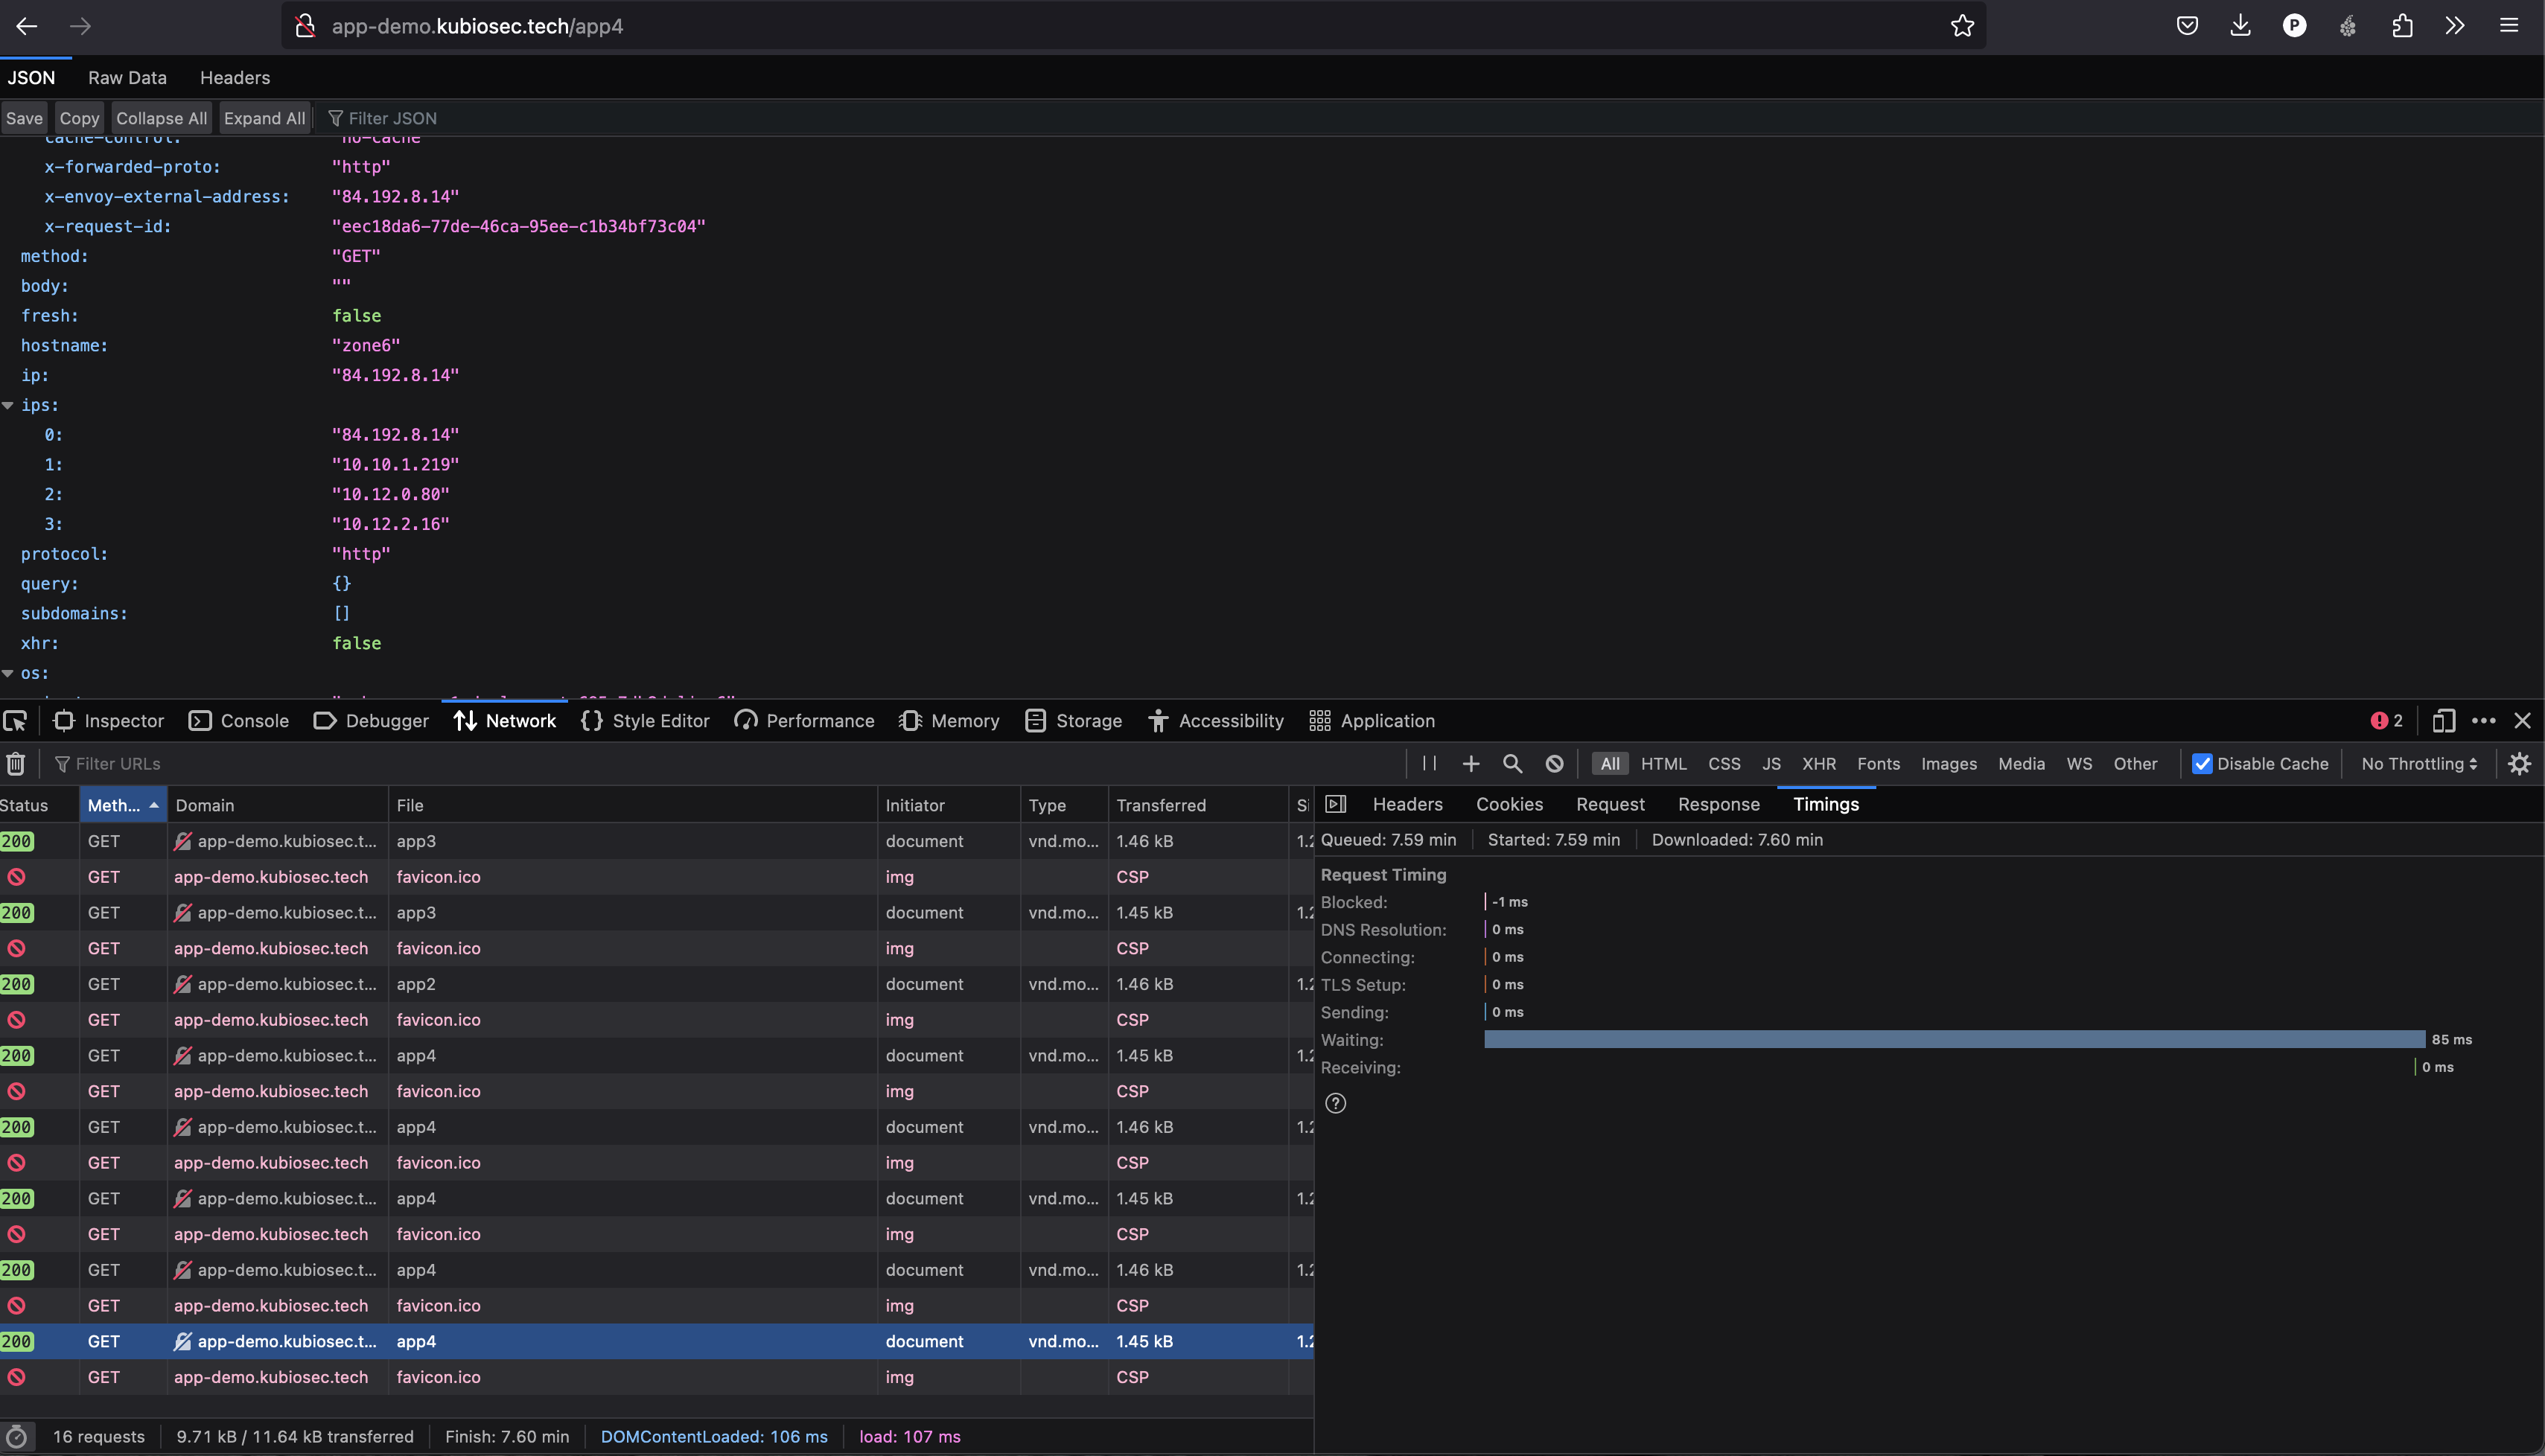 app-demo.kubiosec.tech/app4
JSON Raw Data Headers
Save Copy Collapse All Expand All Filter JSON
cache-control: "no-cache"
x-forwarded-proto: "http"
x-envoy-external-address: "84.192.8.14"
x-request-id: "eec18da6-77de-46ca-95ee-c1b34bf73c04"
method: "GET"
body: ""
fresh: false
hostname: "zone6"
ip: "84.192.8.14"
ips:
0: "84.192.8.14"
1: "10.10.1.219"
2: "10.12.0.80"
3: "10.12.2.16"
protocol: "http"
query: {}
subdomains: []
xhr: false
os:
Inspector Console Debugger Network Style Editor Performance Memory Storage Accessibility Application 2
Filter URLs All HTML CSS JS XHR Fonts Images Media WS Other Disable Cache No Throttling
Status Meth... Domain File Initiator Type Transferred Si
200 GET app-demo.kubiosec.t... app3 document vnd.mo... 1.46 kB 1.2
GET app-demo.kubiosec.tech favicon.ico img CSP
200 GET app-demo.kubiosec.t... app3 document vnd.mo... 1.45 kB 1.2
GET app-demo.kubiosec.tech favicon.ico img CSP
200 GET app-demo.kubiosec.t... app2 document vnd.mo... 1.46 kB 1.2
GET app-demo.kubiosec.tech favicon.ico img CSP
200 GET app-demo.kubiosec.t... app4 document vnd.mo... 1.45 kB 1.2
GET app-demo.kubiosec.tech favicon.ico img CSP
200 GET app-demo.kubiosec.t... app4 document vnd.mo... 1.46 kB 1.2
GET app-demo.kubiosec.tech favicon.ico img CSP
200 GET app-demo.kubiosec.t... app4 document vnd.mo... 1.45 kB 1.2
GET app-demo.kubiosec.tech favicon.ico img CSP
200 GET app-demo.kubiosec.t... app4 document vnd.mo... 1.46 kB 1.2
GET app-demo.kubiosec.tech favicon.ico img CSP
200 GET app-demo.kubiosec.t... app4 document vnd.mo... 1.45 kB 1.2
GET app-demo.kubiosec.tech favicon.ico img CSP
16 requests 9.71 kB / 11.64 kB transferred Finish: 7.60 min DOMContentLoaded: 106 ms load: 107 ms
Headers Cookies Request Response Timings
Queued: 7.59 min Started: 7.59 min Downloaded: 7.60 min
Request Timing
Blocked: -1 ms
DNS Resolution: 0 ms
Connecting: 0 ms
TLS Setup: 0 ms
Sending: 0 ms
Waiting: 85 ms
Receiving: 0 ms